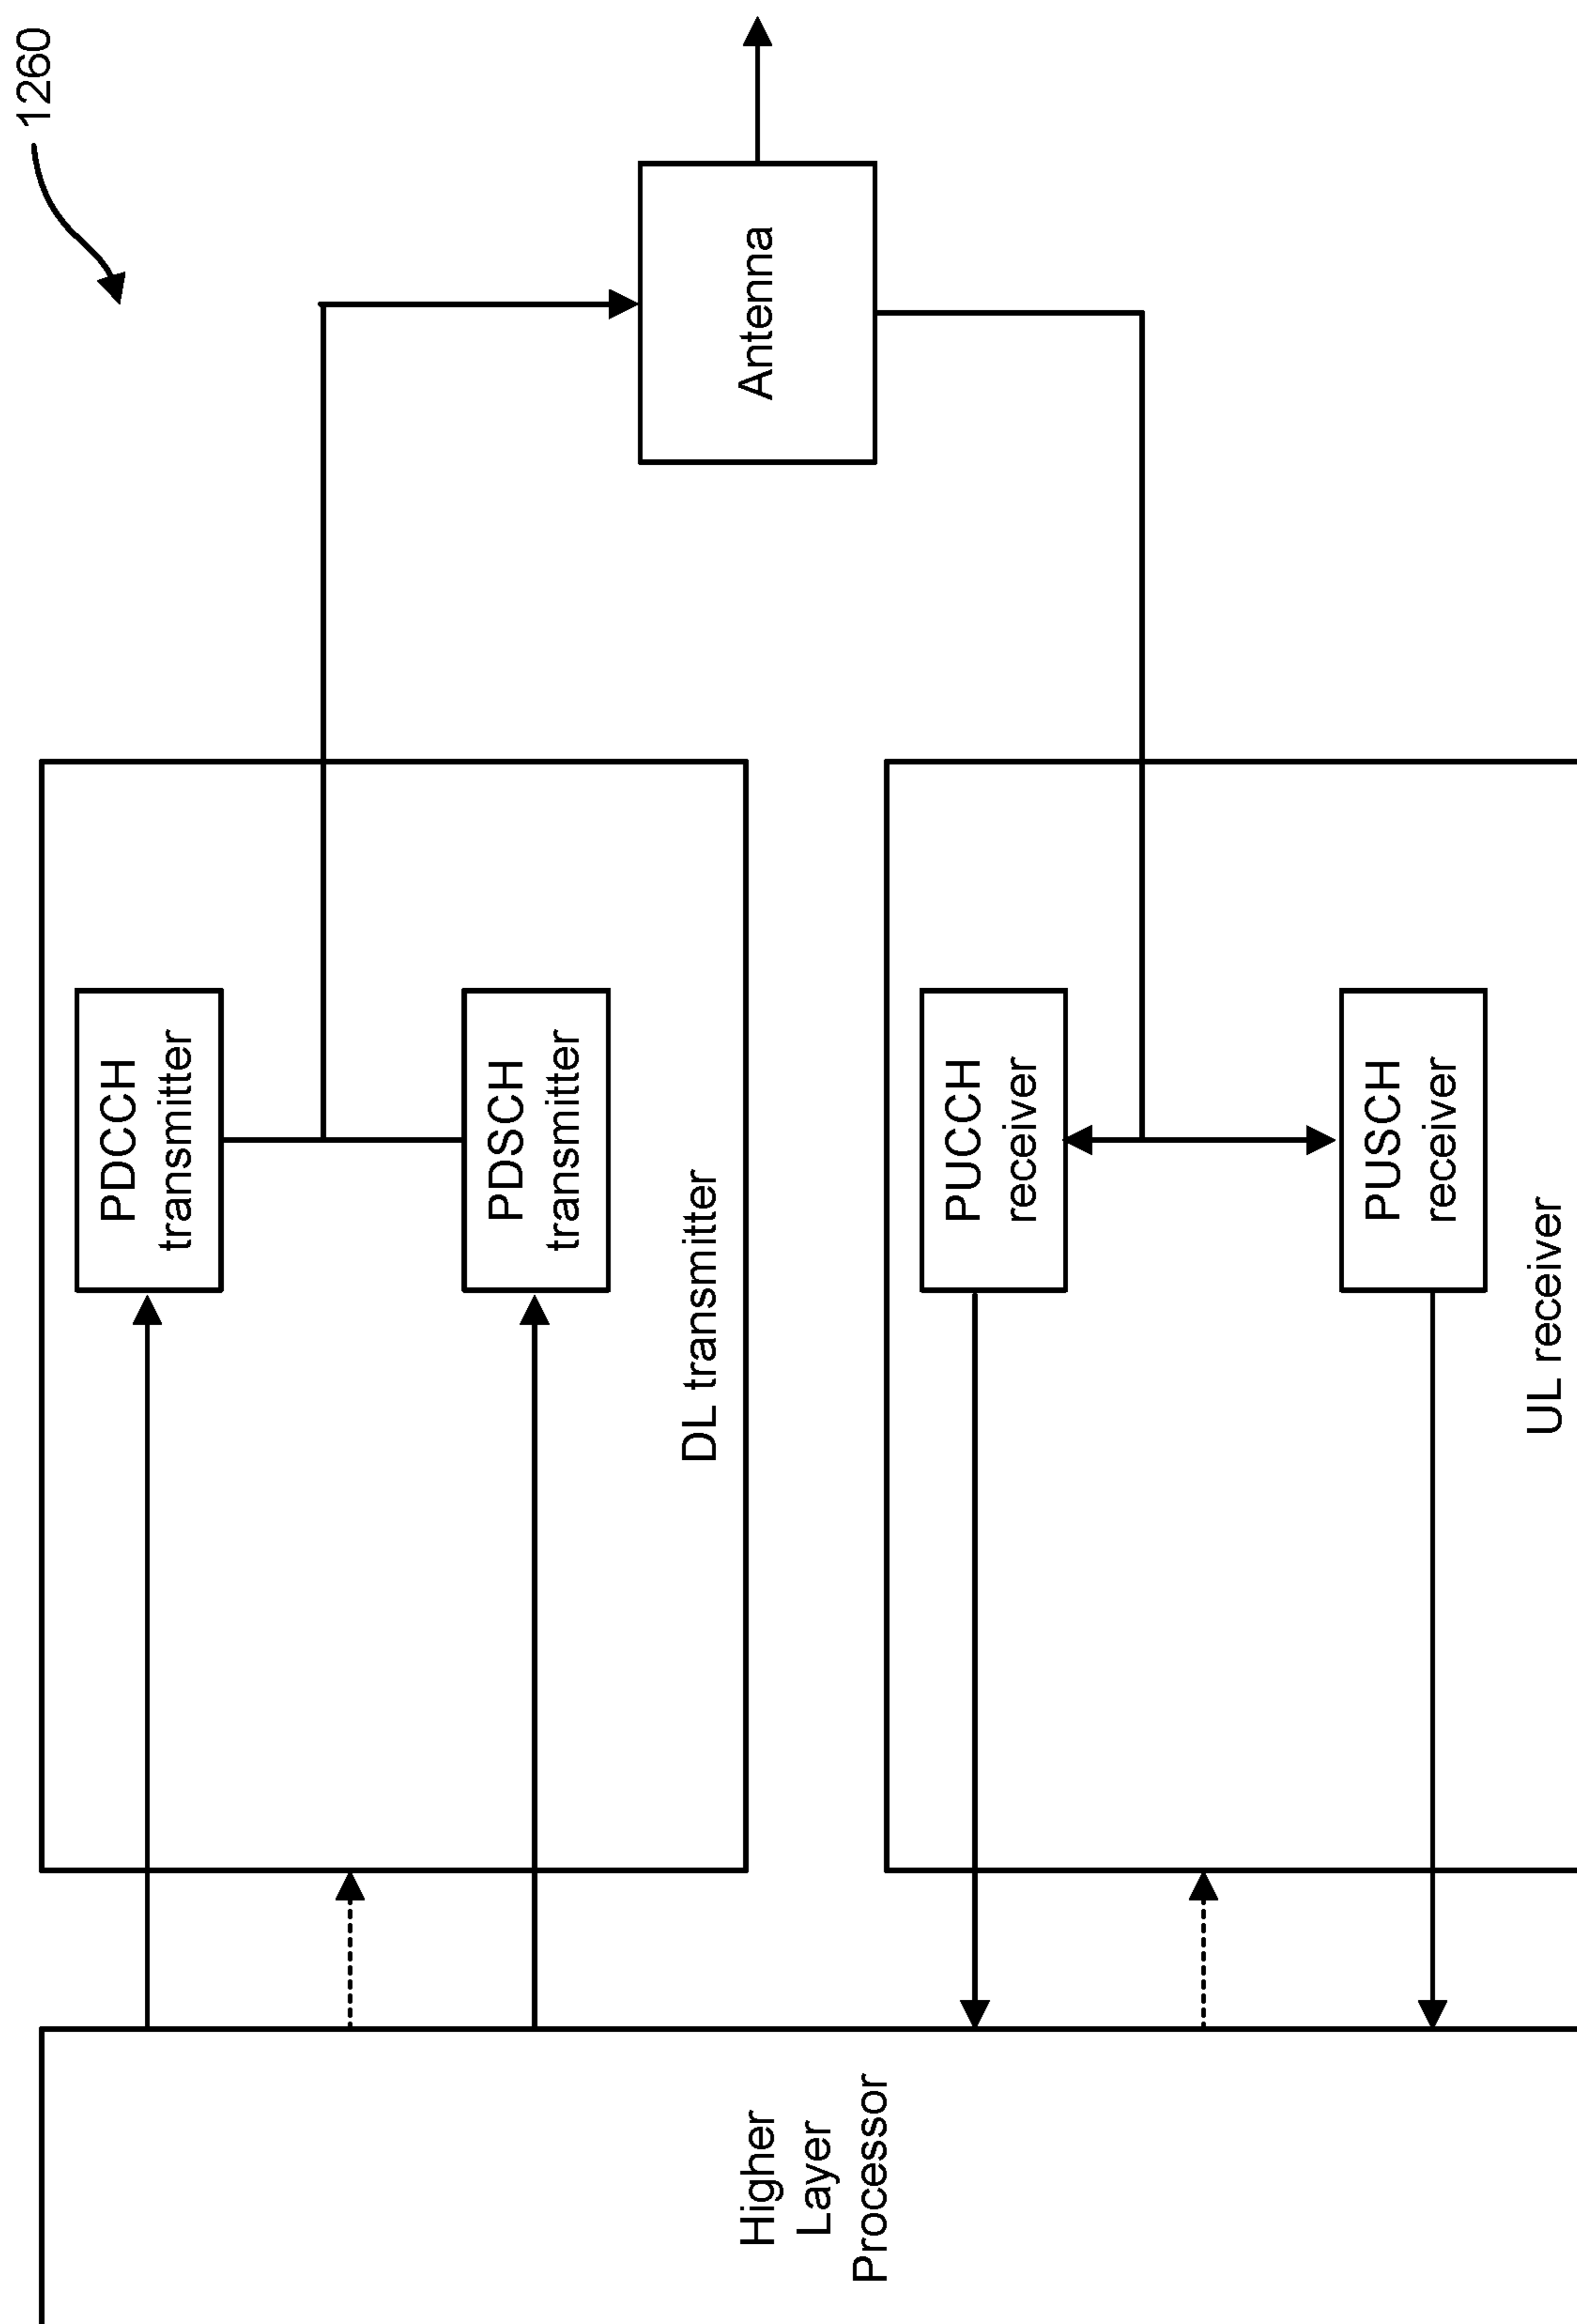 1260
Higher
Layer
Processor
PDCCH
transmitter
PDSCH
transmitter
DL transmitter
PUCCH
receiver
PUSCH
receiver
UL receiver
Antenna